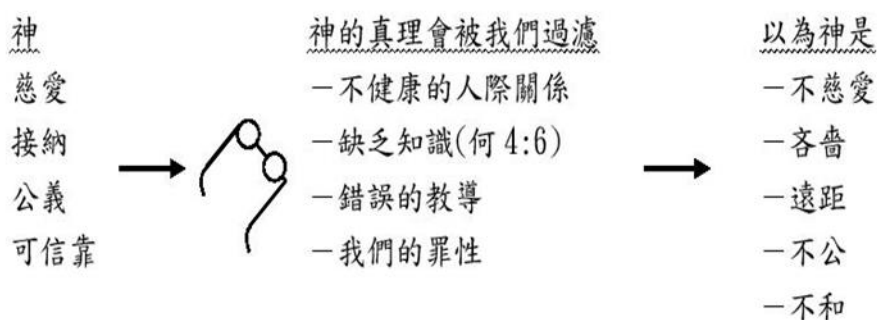 神
慈愛
接納
公義
可信靠
神的真理會被我們過濾
－不健康的人際關係
－缺乏知識(何 4:6)
－錯誤的教導
－我們的罪性
以為神是
－不慈愛
－吝嗇
－遠距
－不公
－不和